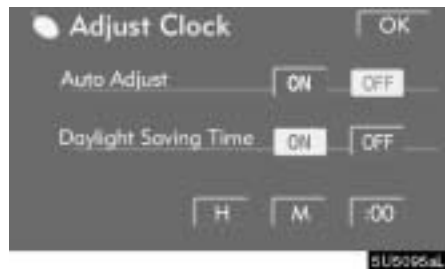 Adjust Clock OK
Auto Adjust ON OFF
Daylight Saving Time ON OFF
H M :00
5U5095aL